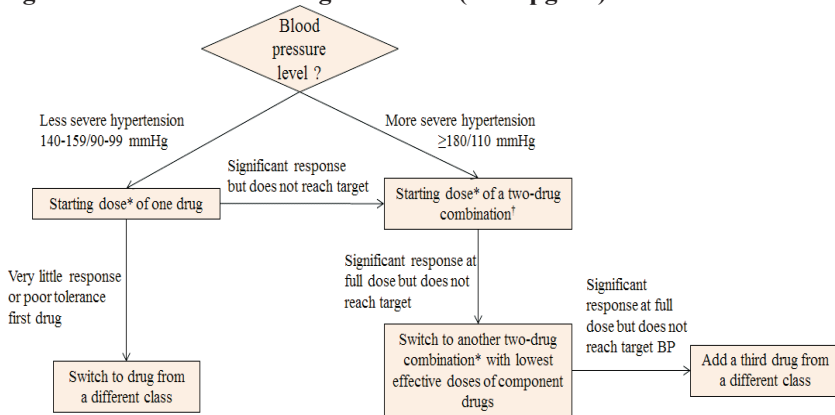 Blood
pressure
level ?
Less severe hypertension
140-159/90-99 mmHg
More severe hypertension
≥180/110 mmHg
Significant response
but does not reach target
Starting dose* of one drug
Starting dose* of a two-drug
combination†
Very little response
or poor tolerance
first drug
Significant response at
full dose but does not
reach target
Significant
response at full
dose but does not
reach target BP
Switch to drug from
a different class
Switch to another two-drug
combination* with lowest
effective doses of component
drugs
Add a third drug from
a different class